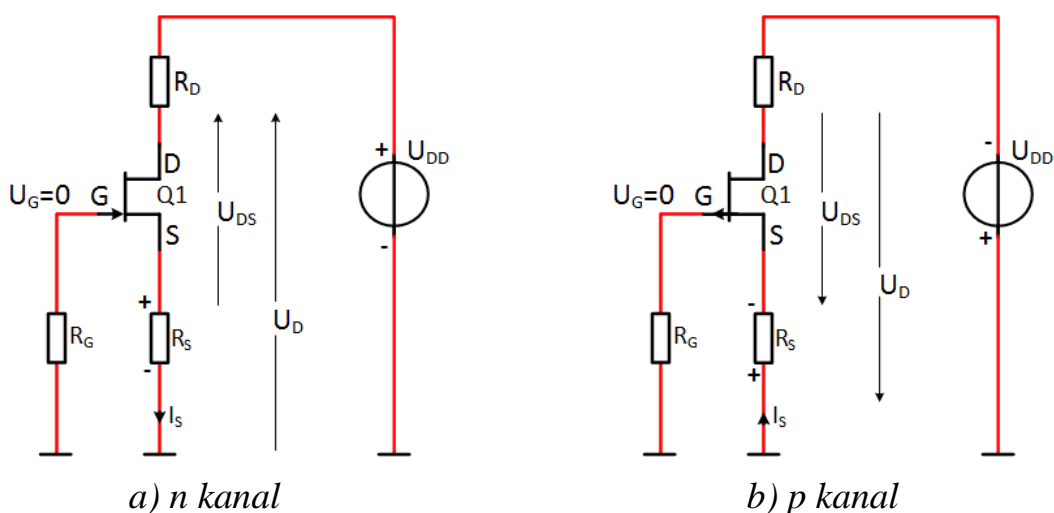 R_D
D
U_G=0
G
Q1
S
U_DS
+
U_DD
-
+
R_G
R_S
-
U_D
I_S
a) n kanal
R_D
D
U_G=0
G
Q1
S
U_DS
-
U_DD
+
-
R_G
R_S
+
U_D
I_S
b) p kanal